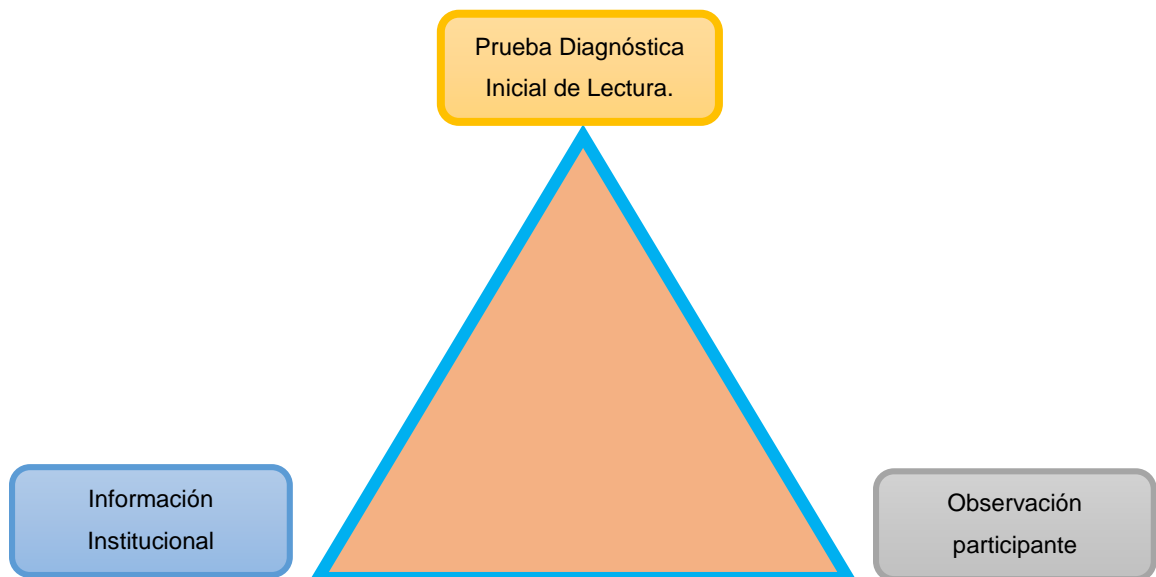 Prueba Diagnóstica
Inicial de Lectura.
Información
Institucional
Observación
participante